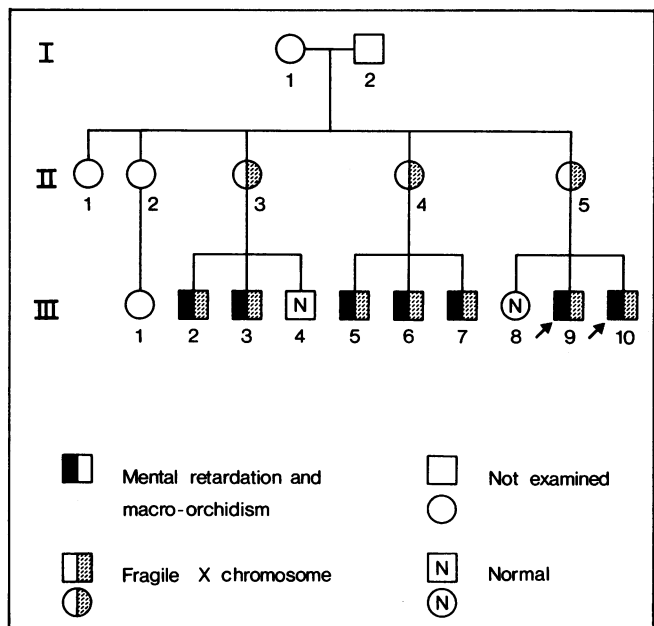 I
1 2
II
1 2 3 4 5
III
N N
1 2 3 4 5 6 7 8 9 10
Mental retardation and
macro-orchidism
Not examined
Fragile X chromosome
N Normal
N